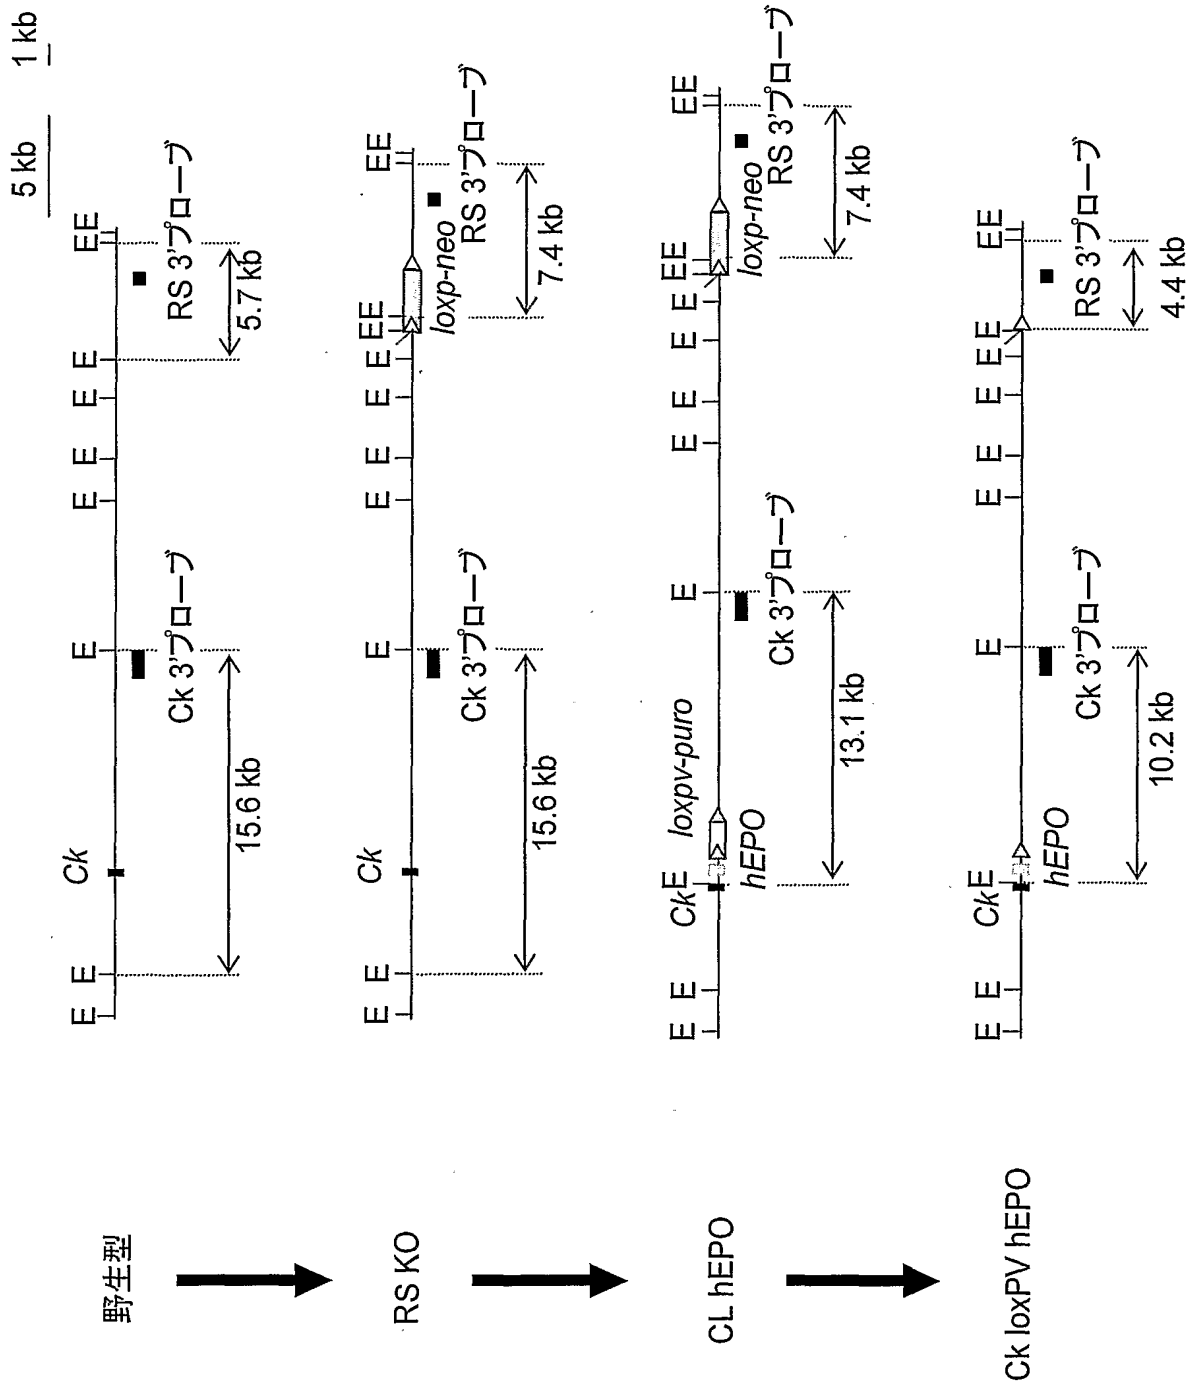 5 kb 1 kb
野生型
E E Ck E E E E E EE
Ck 3'プローブ
RS 3'プローブ
15.6 kb
5.7 kb
RS KO
E E Ck E E E E E EE EE
loxp-neo
Ck 3'プローブ
RS 3'プローブ
15.6 kb
7.4 kb
CL hEPO
E E Ck E loxpv-puro E E E E E EE EE
hEPO
loxp-neo
Ck 3'プローブ
RS 3'プローブ
13.1 kb
7.4 kb
Ck loxPV hEPO
E E Ck E E E E E E E EE
hEPO
Ck 3'プローブ
RS 3'プローブ
10.2 kb
4.4 kb